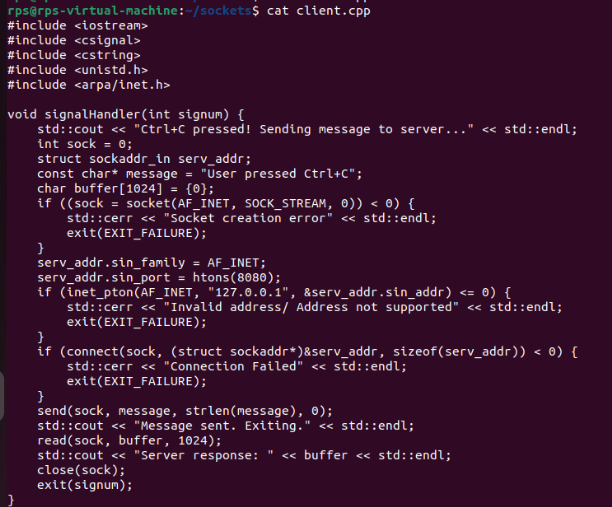 rps@rps-virtual-machine:~/sockets$ cat client.cpp
#include <iostream>
#include <csignal>
#include <cstring>
#include <unistd.h>
#include <arpa/inet.h>

void signalHandler(int signum) {
    std::cout << "Ctrl+C pressed! Sending message to server..." << std::endl;
    int sock = 0;
    struct sockaddr_in serv_addr;
    const char* message = "User pressed Ctrl+C";
    char buffer[1024] = {0};
    if ((sock = socket(AF_INET, SOCK_STREAM, 0)) < 0) {
        std::cerr << "Socket creation error" << std::endl;
        exit(EXIT_FAILURE);
    }
    serv_addr.sin_family = AF_INET;
    serv_addr.sin_port = htons(8080);
    if (inet_pton(AF_INET, "127.0.0.1", &serv_addr.sin_addr) <= 0) {
        std::cerr << "Invalid address/ Address not supported" << std::endl;
        exit(EXIT_FAILURE);
    }
    if (connect(sock, (struct sockaddr*)&serv_addr, sizeof(serv_addr)) < 0) {
        std::cerr << "Connection Failed" << std::endl;
        exit(EXIT_FAILURE);
    }
    send(sock, message, strlen(message), 0);
    std::cout << "Message sent. Exiting." << std::endl;
    read(sock, buffer, 1024);
    std::cout << "Server response: " << buffer << std::endl;
    close(sock);
    exit(signum);
}